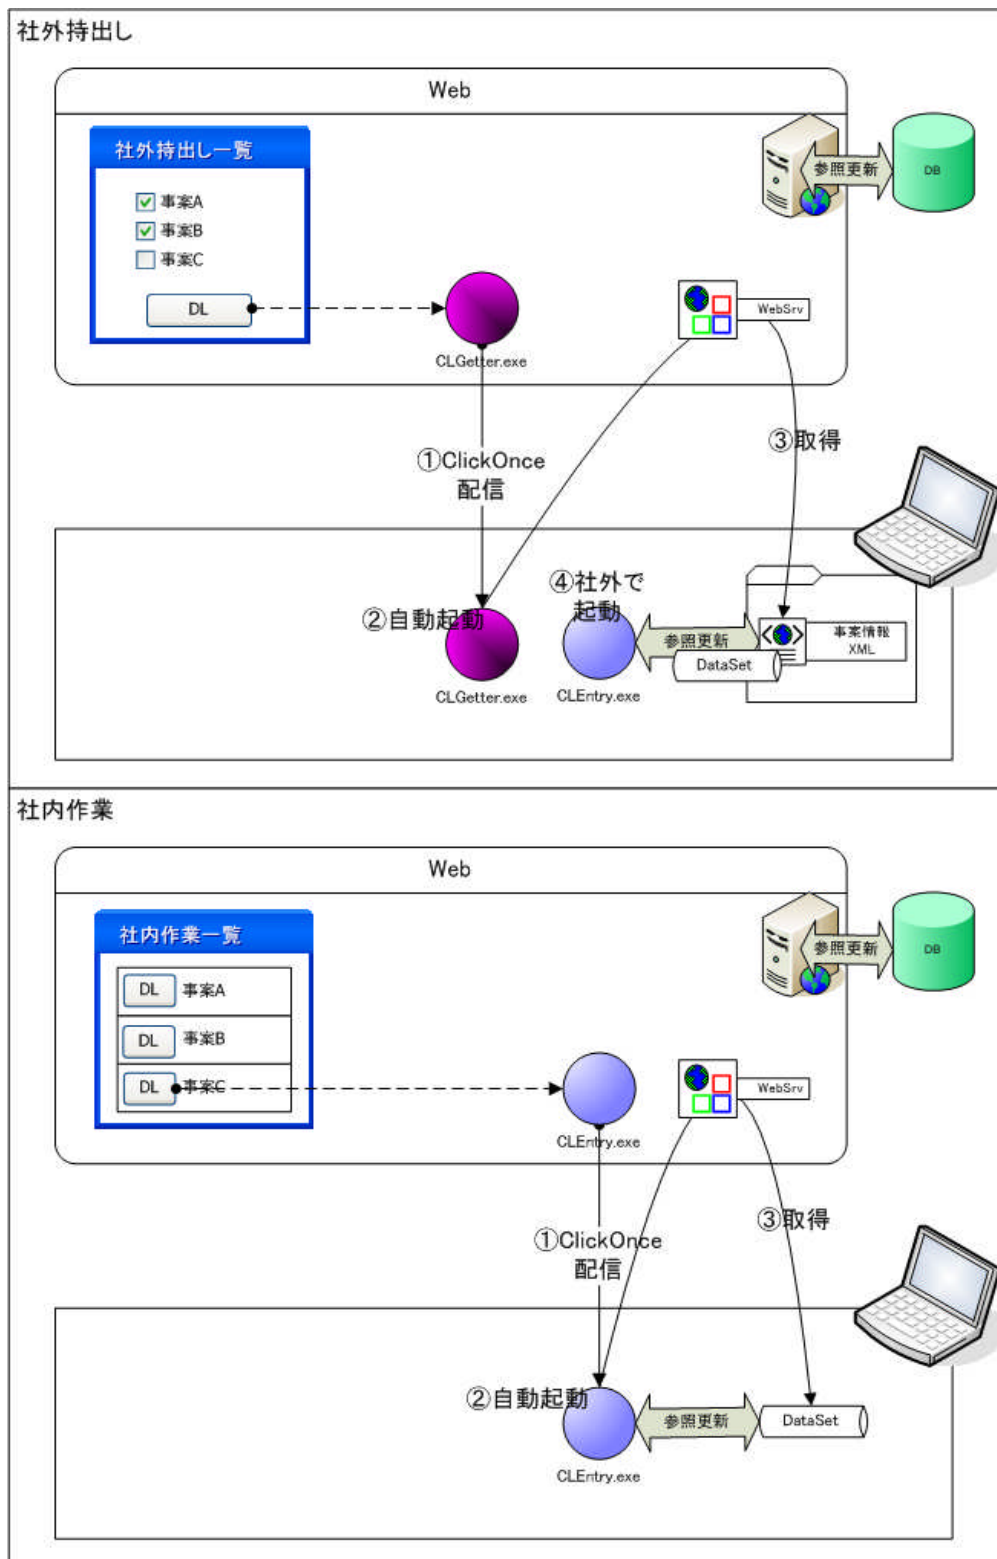 社外持出し
Web
社外持出し一覧
事案A
事案B
事案C
DL
参照更新
DB
CLGetter.exe
WebSrv
①ClickOnce
配信
③取得
②自動起動
④社外で
起動
参照更新
DataSet
事案情報
XML
CLGetter.exe
CLEntry.exe
社内作業
Web
社内作業一覧
DL 事案A
DL 事案B
DL 事案C
参照更新
DB
CLEntry.exe
WebSrv
①ClickOnce
配信
③取得
②自動起動
参照更新
DataSet
CLEntry.exe